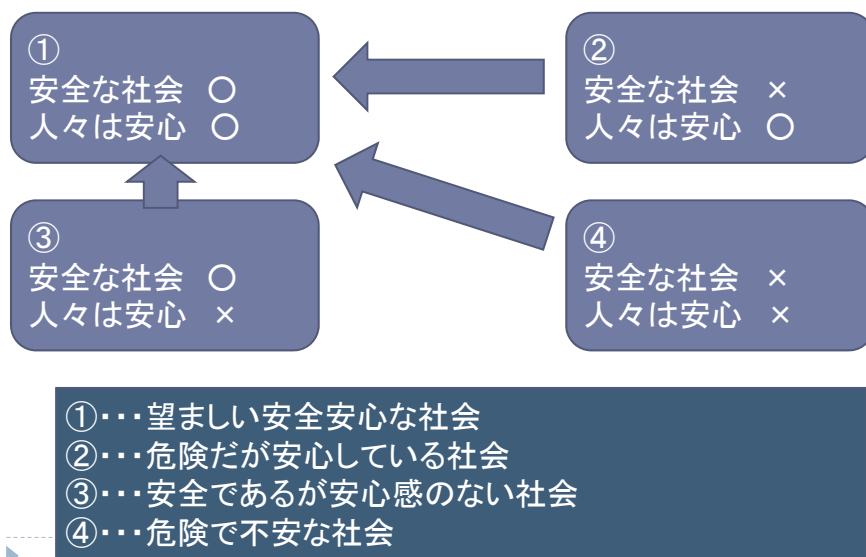 ①
安全な社会 ○
人々は安心 ○
②
安全な社会 ×
人々は安心 ○
③
安全な社会 ○
人々は安心 ×
④
安全な社会 ×
人々は安心 ×
①・・・望ましい安全安心な社会
②・・・危険だが安心している社会
③・・・安全であるが安心感のない社会
④・・・危険で不安な社会